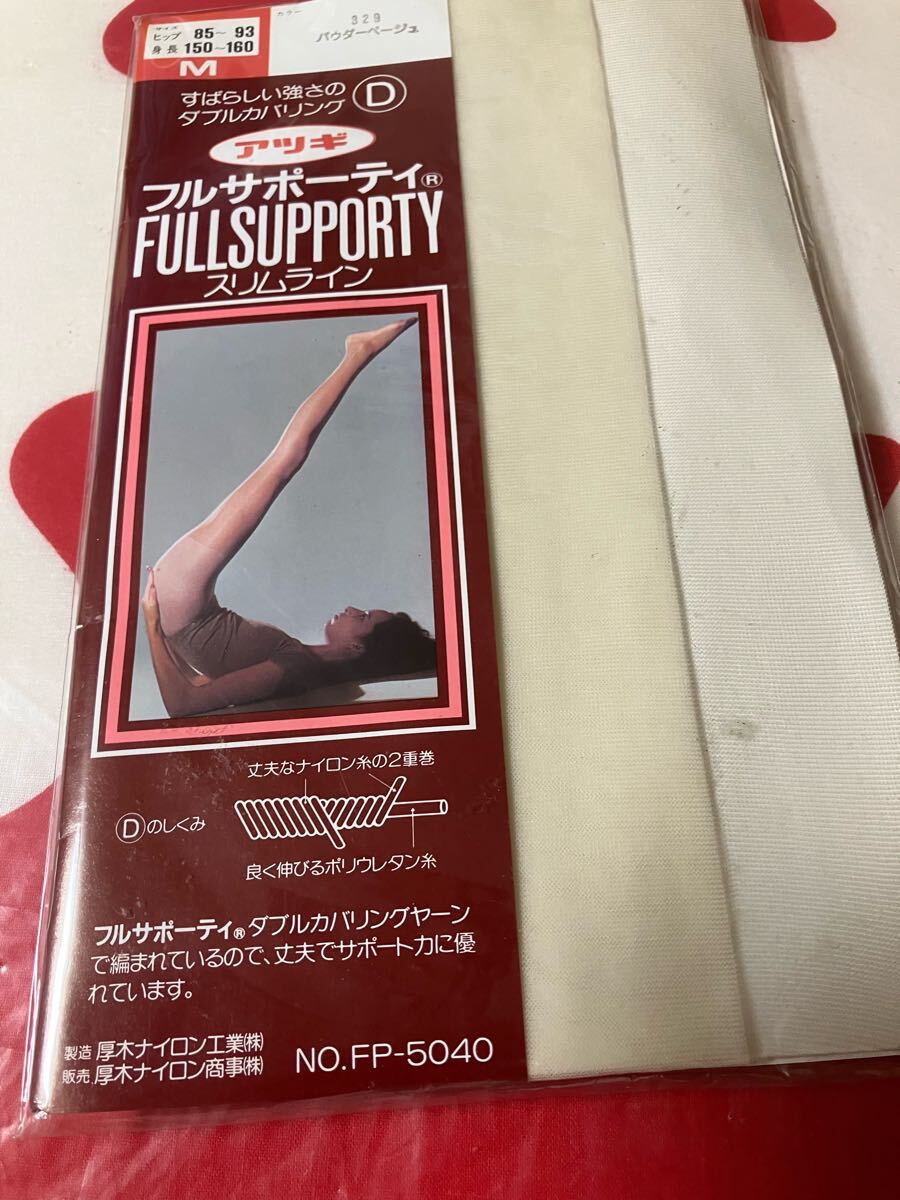 サイズ
ヒップ 85～93
身長 150～160
M
カラー
329
パウダーベージュ
すばらしい強さの
ダブルカバリング D
アツギ
フルサポーティ®
FULLSUPPORTY
スリムライン
丈夫なナイロン糸の2重巻
Dのしくみ
良く伸びるポリウレタン糸
フルサポーティ®ダブルカバリングヤーン
で編まれているので、丈夫でサポート力に優
れています。
製造 厚木ナイロン工業㈱
販売 厚木ナイロン商事㈱
NO.FP-5040